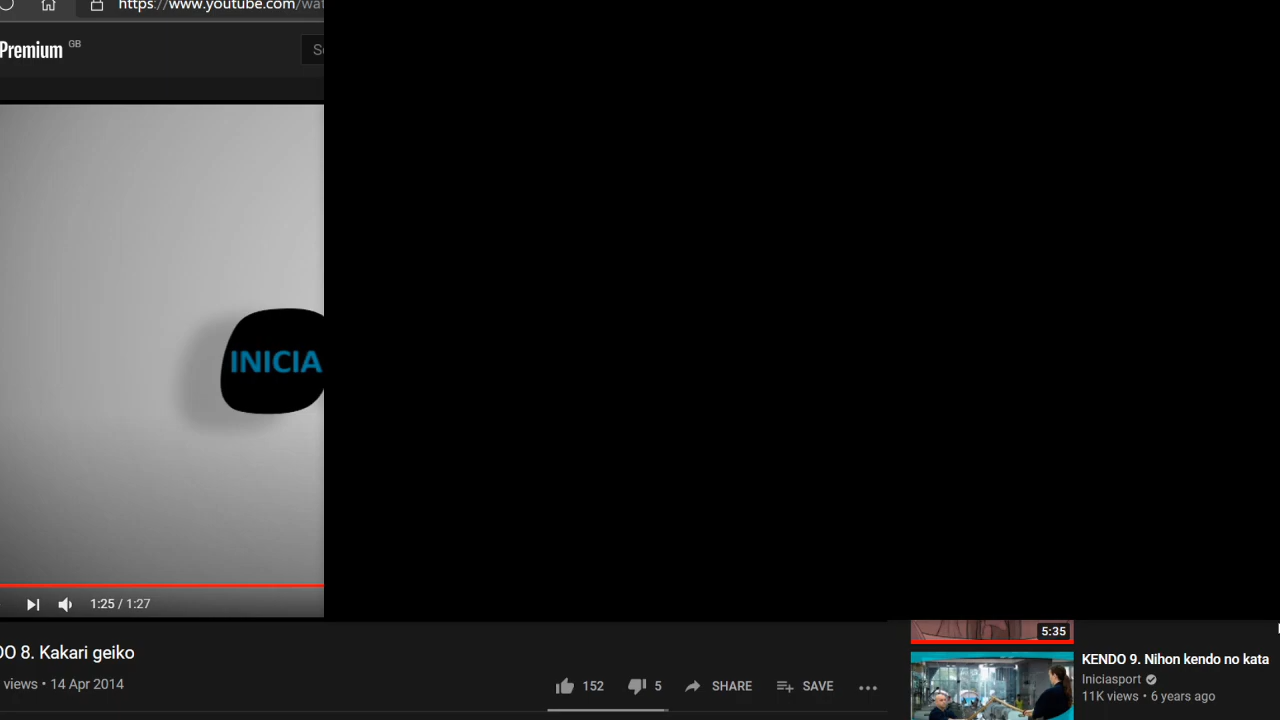 https://www.youtube.com/wat
Premium GB
Se
INICIA
1:25 / 1:27
5:35
DO 8. Kakari geiko
views • 14 Apr 2014
152
5
SHARE
SAVE
KENDO 9. Nihon kendo no kata
Iniciasport
11K views • 6 years ago